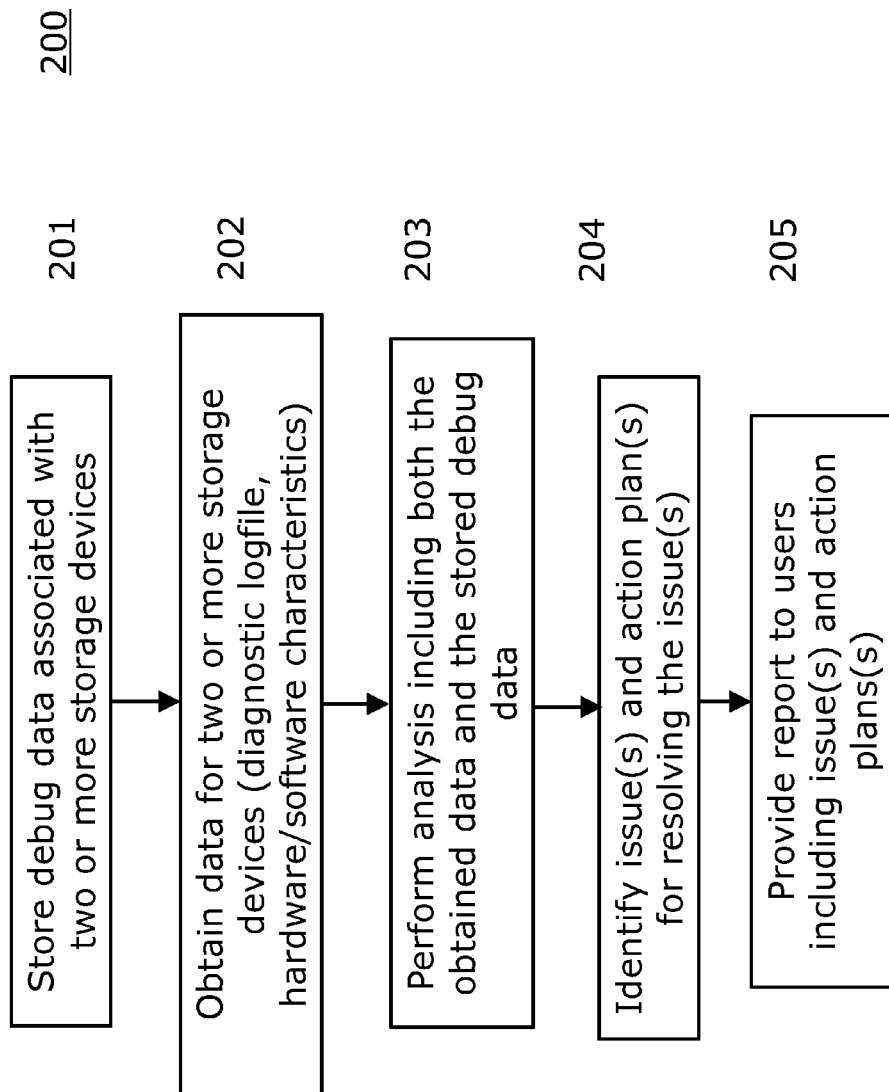 200
Store debug data associated with
two or more storage devices
201
Obtain data for two or more storage
devices (diagnostic logfile,
hardware/software characteristics)
202
Perform analysis including both the
obtained data and the stored debug
data
203
Identify issue(s) and action plan(s)
for resolving the issue(s)
204
Provide report to users
including issue(s) and action
plans(s)
205